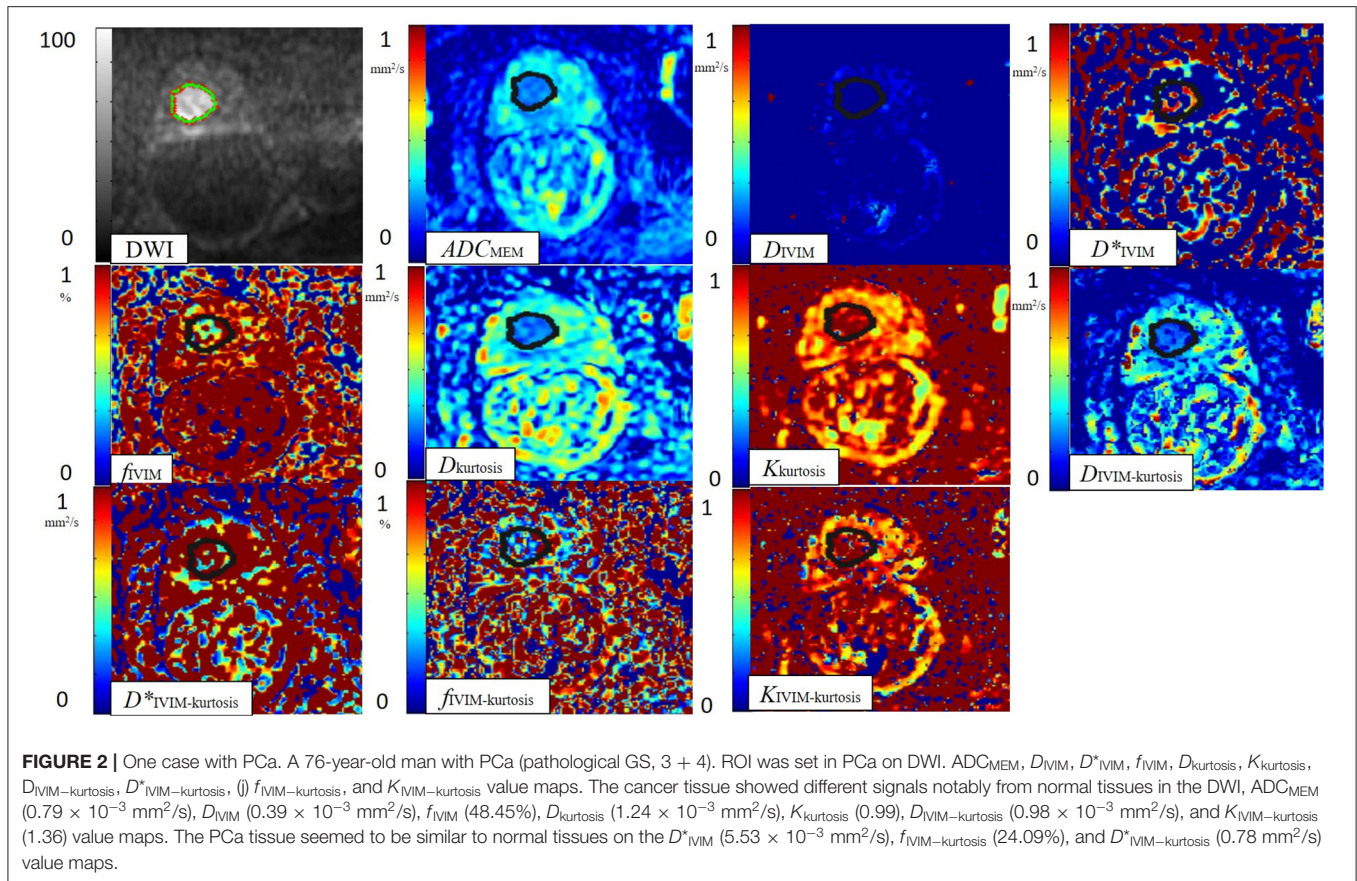 100
0
DWI
1
mm²/s
0
ADCMEM
1
mm²/s
0
DIVIM
1
mm²/s
0
D*IVIM
1
%
0
fIVIM
1
mm²/s
0
Dkurtosis
1
0
Kkurtosis
1
mm²/s
0
DIVIM-kurtosis
1
mm²/s
0
D*IVIM-kurtosis
1
%
0
fIVIM-kurtosis
1
0
KIVIM-kurtosis
FIGURE 2 | One case with PCa. A 76-year-old man with PCa (pathological GS, 3 + 4). ROI was set in PCa on DWI. ADCMEM, DIVIM, D*IVIM, fIVIM, Dkurtosis, Kkurtosis,
DIVIM−kurtosis, D*IVIM−kurtosis, (j) fIVIM−kurtosis, and KIVIM−kurtosis value maps. The cancer tissue showed different signals notably from normal tissues in the DWI, ADCMEM
(0.79 × 10−3 mm2/s), DIVIM (0.39 × 10−3 mm2/s), fIVIM (48.45%), Dkurtosis (1.24 × 10−3 mm2/s), Kkurtosis (0.99), DIVIM−kurtosis (0.98 × 10−3 mm2/s), and KIVIM−kurtosis
(1.36) value maps. The PCa tissue seemed to be similar to normal tissues on the D*IVIM (5.53 × 10−3 mm2/s), fIVIM−kurtosis (24.09%), and D*IVIM−kurtosis (0.78 mm2/s)
value maps.